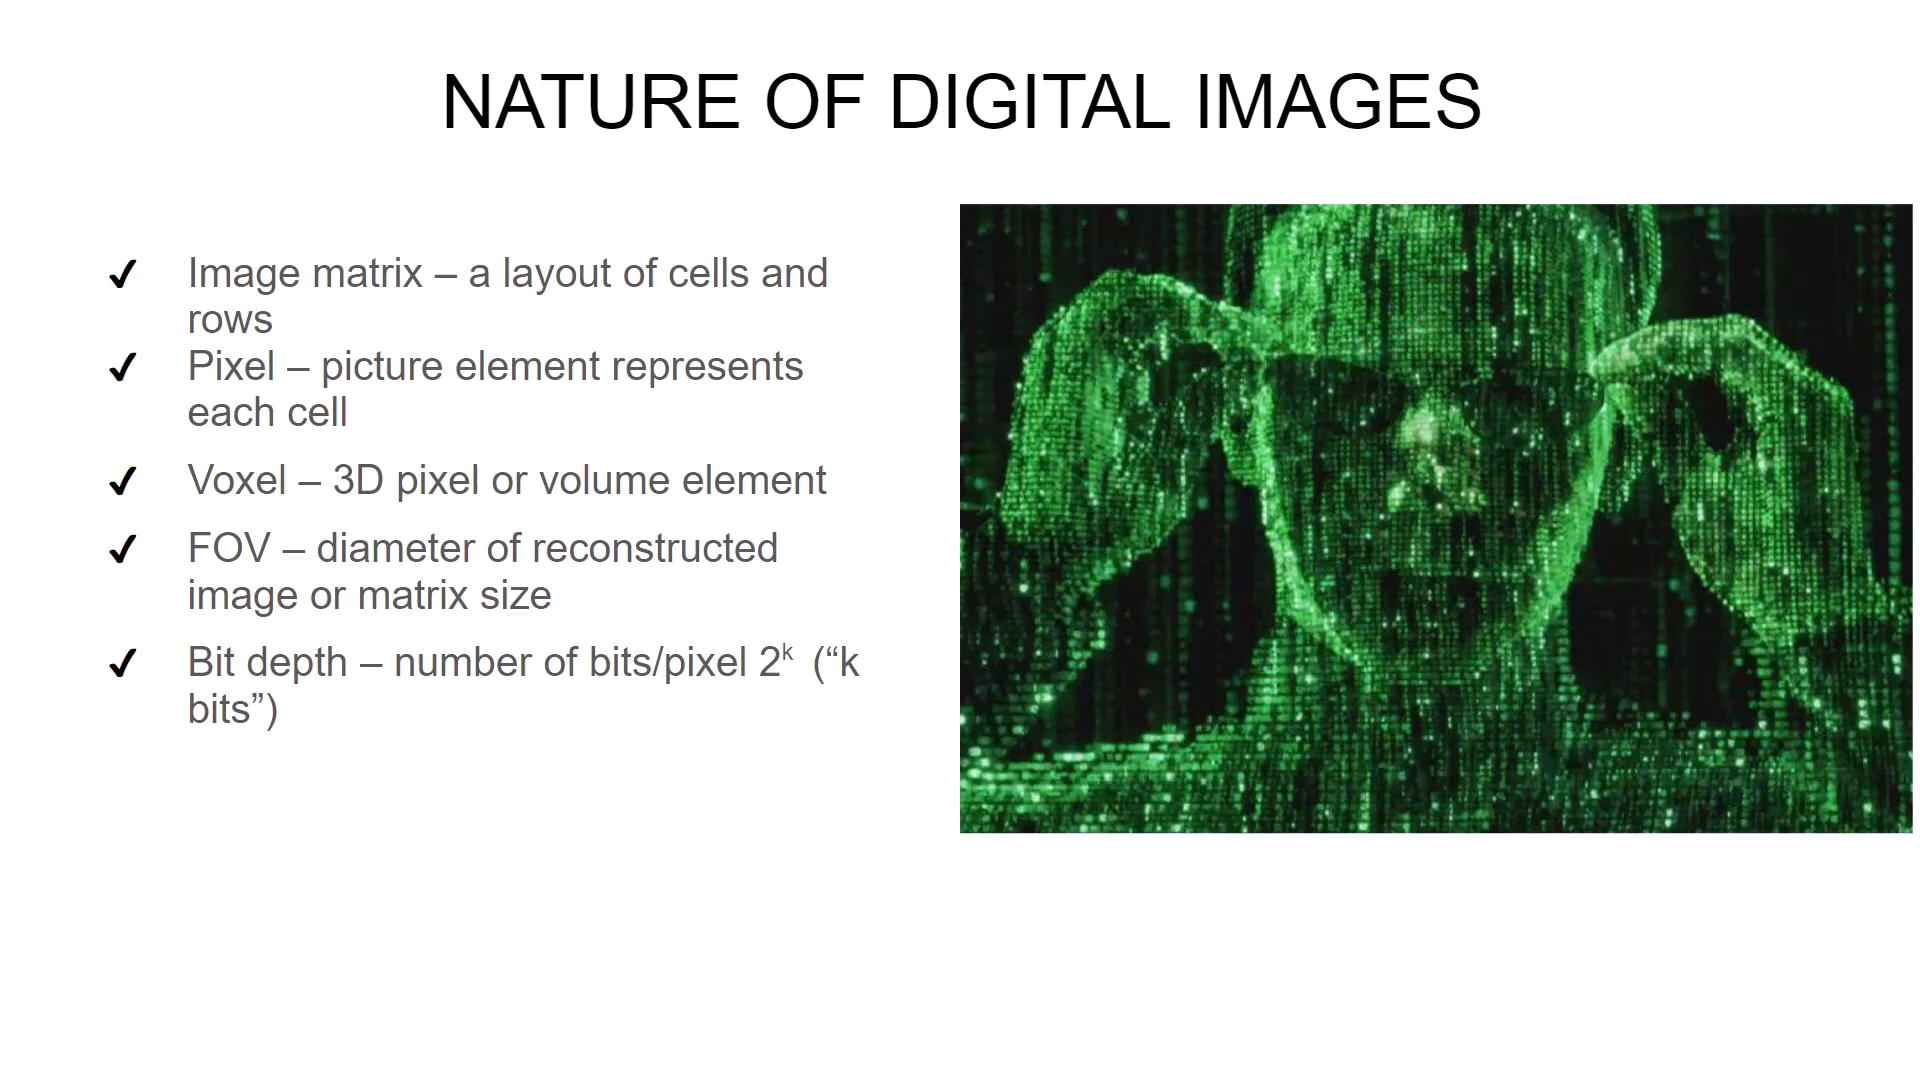 NATURE OF DIGITAL IMAGES
✓ Image matrix – a layout of cells and
rows
✓ Pixel – picture element represents
each cell
✓ Voxel – 3D pixel or volume element
✓ FOV – diameter of reconstructed
image or matrix size
✓ Bit depth – number of bits/pixel 2ᵏ (“k
bits”)